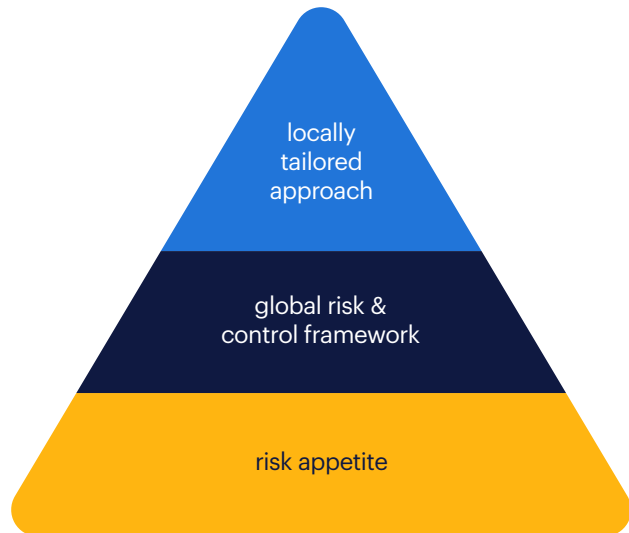 locally
tailored
approach
global risk &
control framework
risk appetite